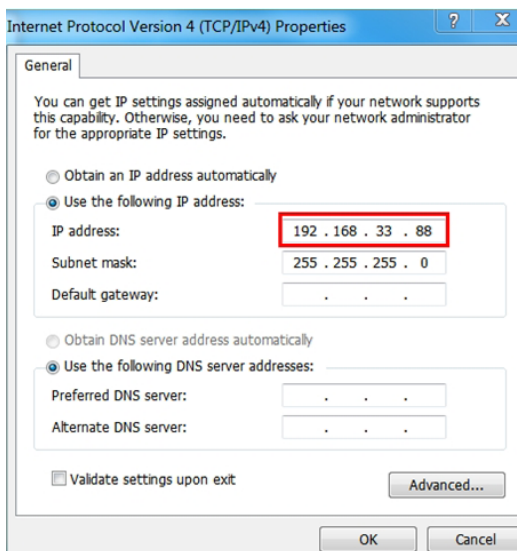 Internet Protocol Version 4 (TCP/IPv4) Properties
General
You can get IP settings assigned automatically if your network supports
this capability. Otherwise, you need to ask your network administrator
for the appropriate IP settings.
Obtain an IP address automatically
Use the following IP address:
IP address: 192 . 168 . 33 . 88
Subnet mask: 255 . 255 . 255 . 0
Default gateway: . . .
Obtain DNS server address automatically
Use the following DNS server addresses:
Preferred DNS server: . . .
Alternate DNS server: . . .
Validate settings upon exit
Advanced...
OK Cancel